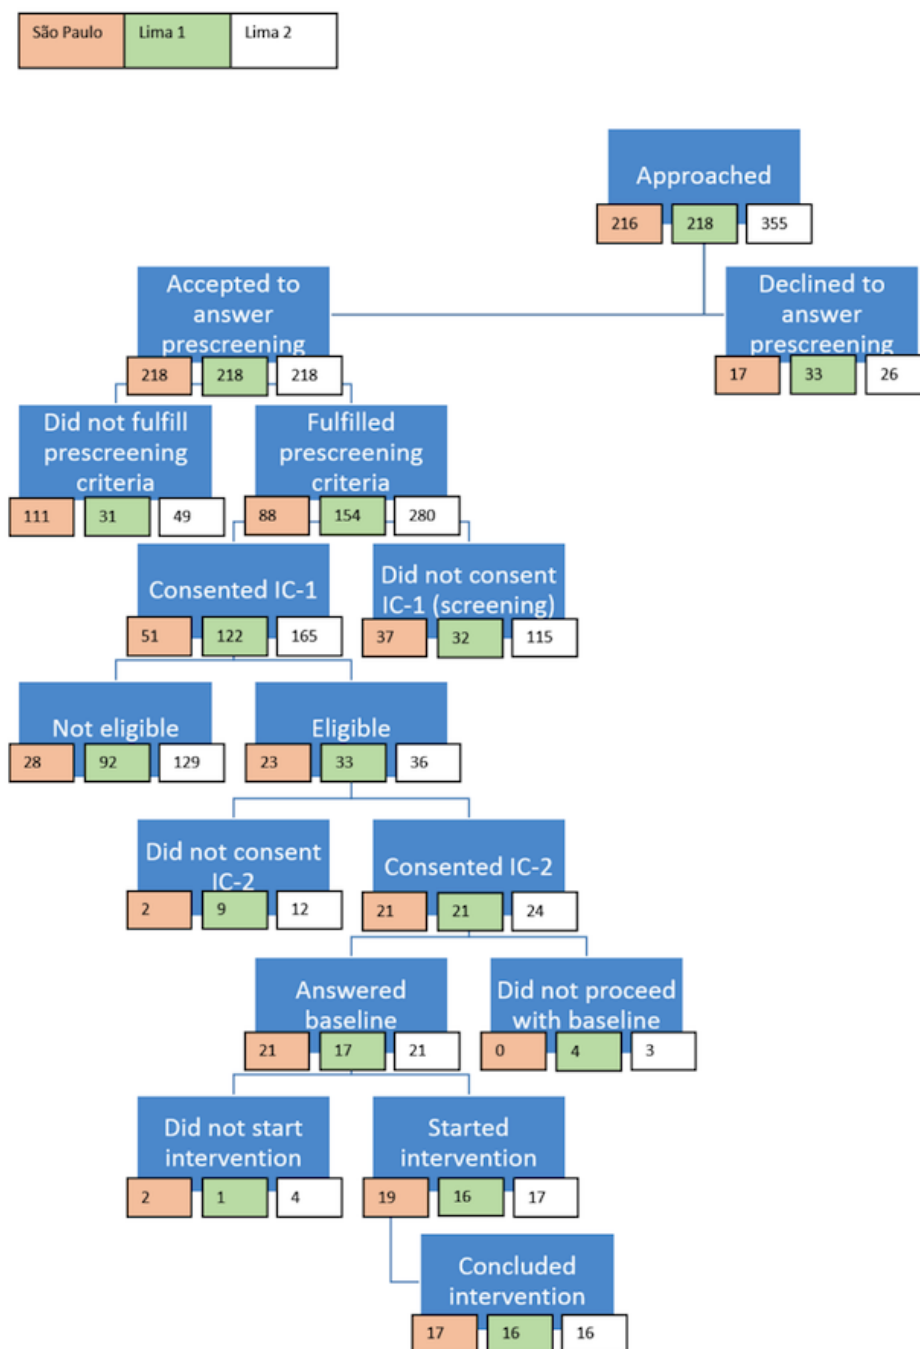 São Paulo Lima 1 Lima 2
Approached
216 218 355
Accepted to
answer
prescreening
218 218 218
Declined to
answer
prescreening
17 33 26
Did not fulfill
prescreening
criteria
111 31 49
Fulfilled
prescreening
criteria
88 154 280
Consented IC-1
51 122 165
Did not consent
IC-1 (screening)
37 32 115
Not eligible
28 92 129
Eligible
23 33 36
Did not consent
IC-2
2 9 12
Consented IC-2
21 21 24
Answered
baseline
21 17 21
Did not proceed
with baseline
0 4 3
Did not start
intervention
2 1 4
Started
intervention
19 16 17
Concluded
intervention
17 16 16